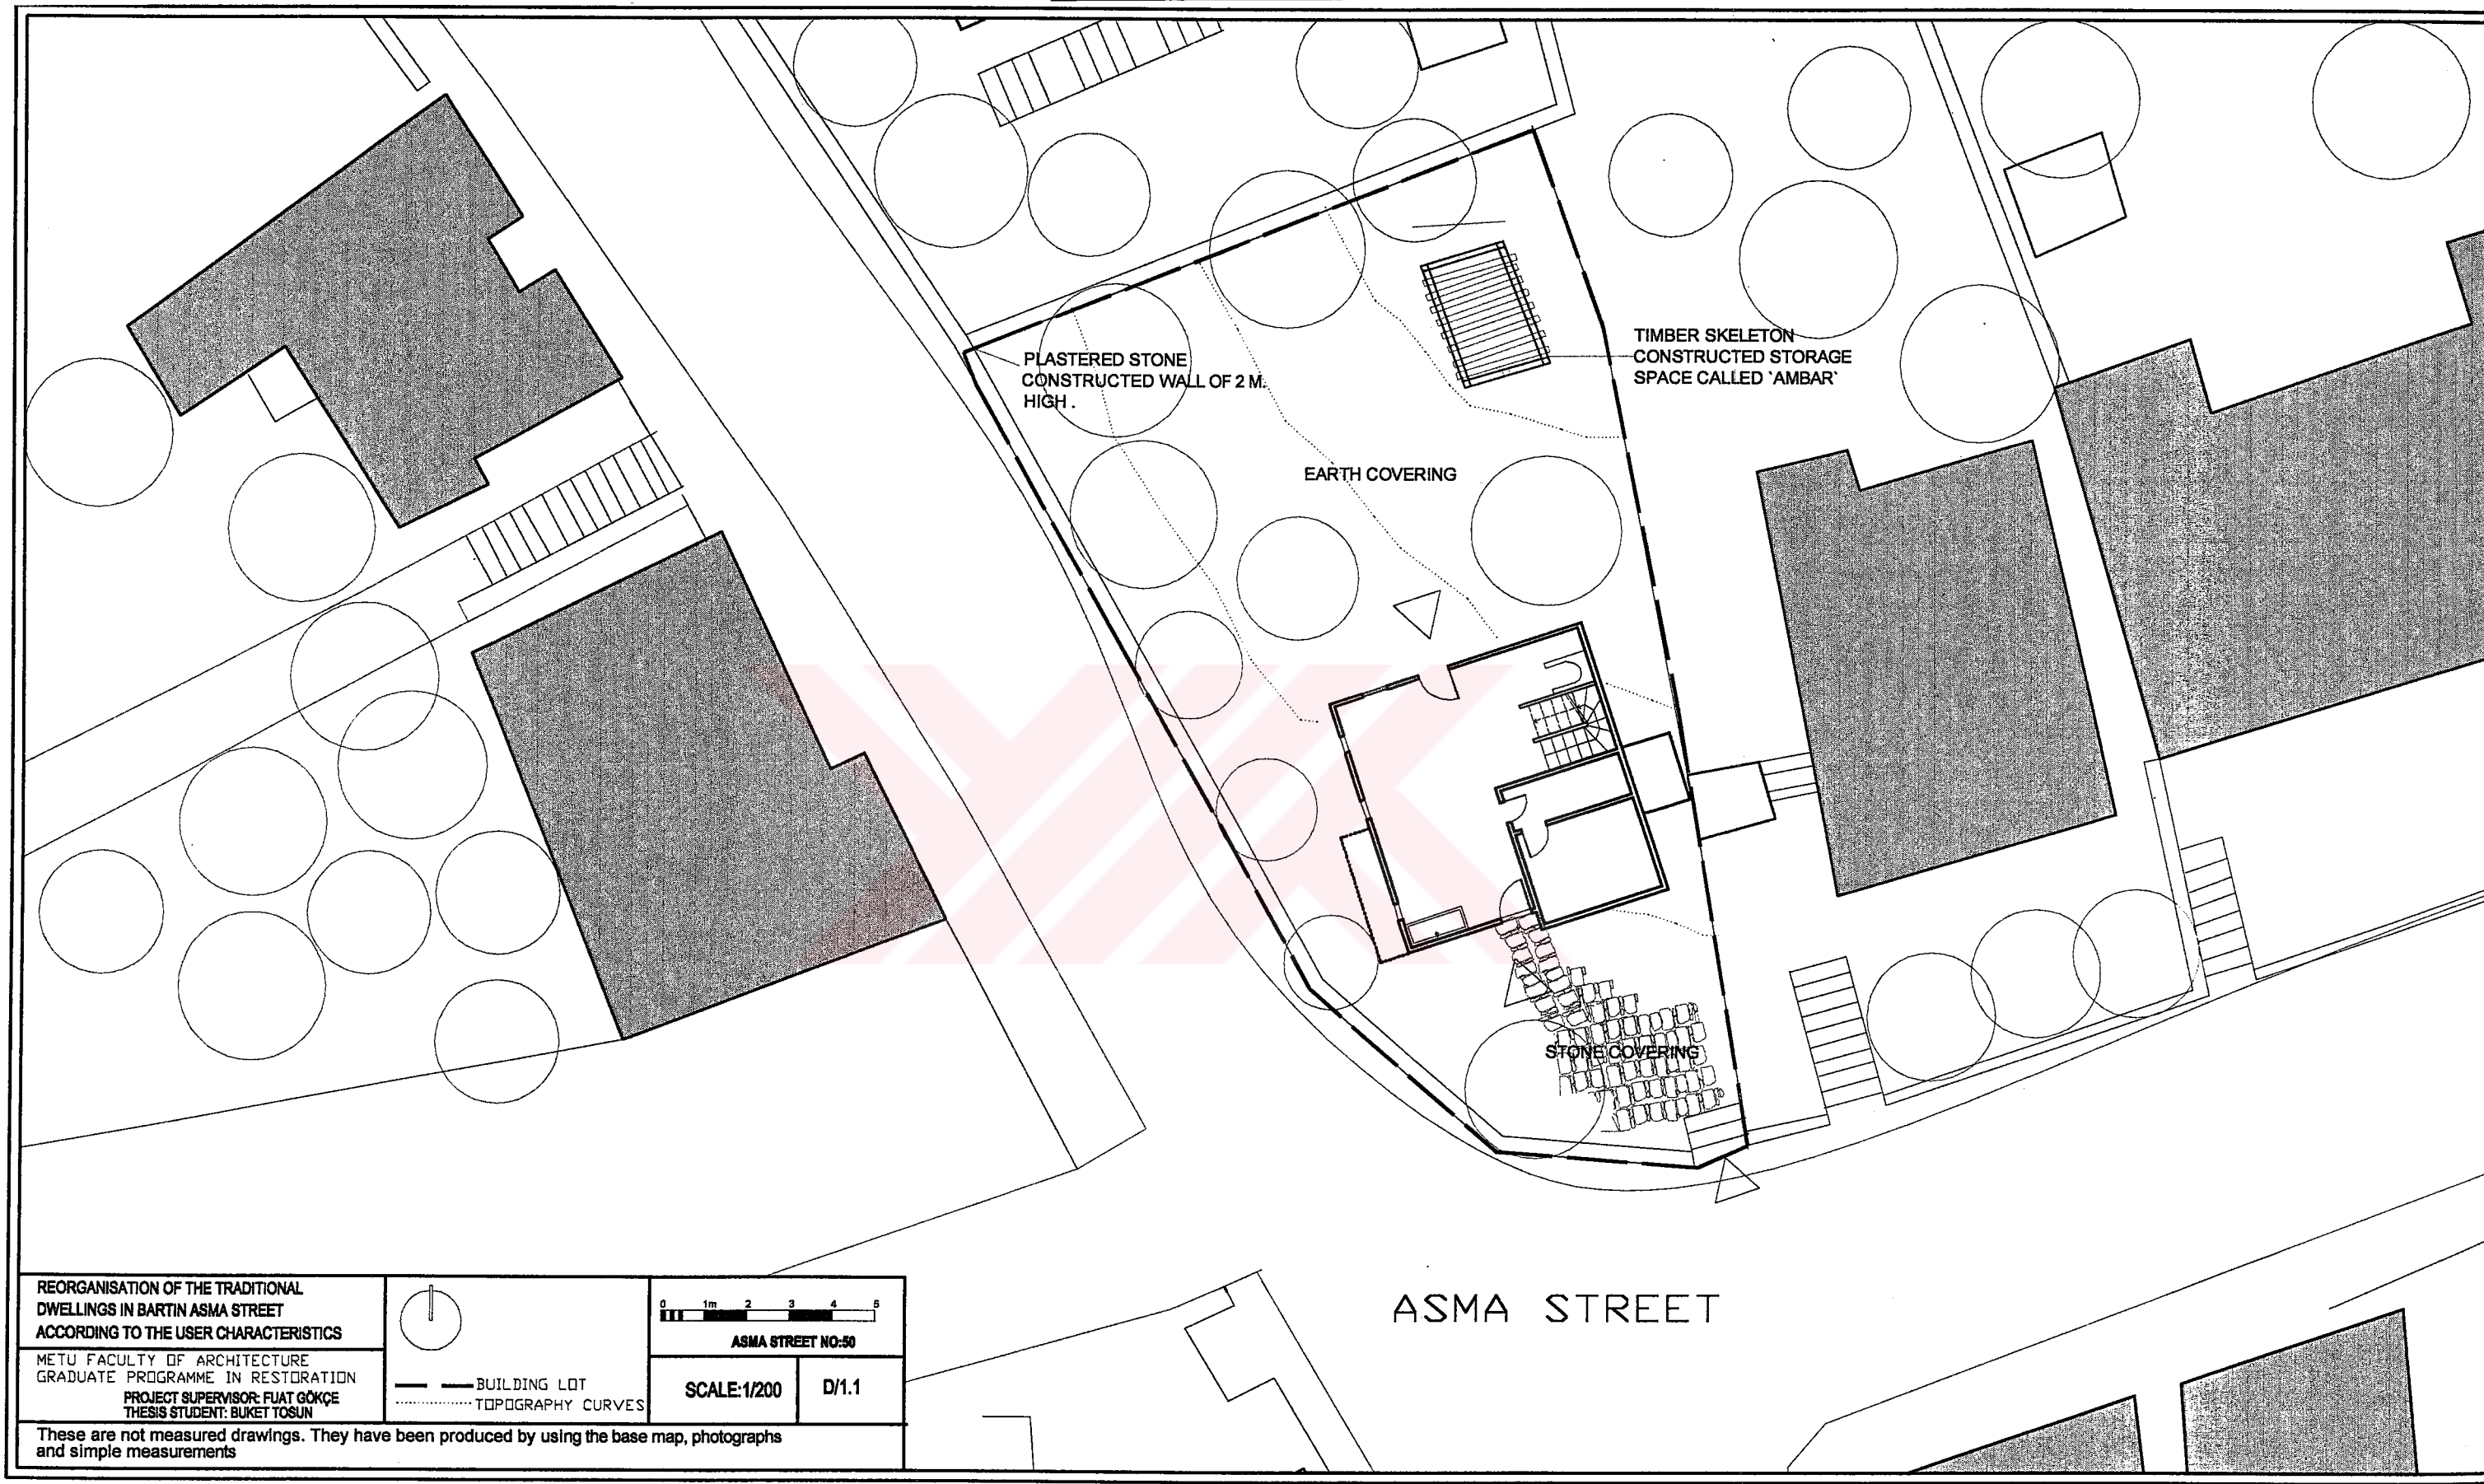 PLASTERED STONE
CONSTRUCTED WALL OF 2 M.
HIGH .
TIMBER SKELETON
CONSTRUCTED STORAGE
SPACE CALLED `AMBAR`
EARTH COVERING
STONE COVERING
ASMA STREET
REORGANISATION OF THE TRADITIONAL
DWELLINGS IN BARTIN ASMA STREET
ACCORDING TO THE USER CHARACTERISTICS
METU FACULTY OF ARCHITECTURE
GRADUATE PROGRAMME IN RESTORATION
PROJECT SUPERVISOR: FUAT GÖKÇE
THESIS STUDENT: BUKET TOSUN
BUILDING LOT
TOPOGRAPHY CURVES
0 1m 2 3 4 5
ASMA STREET NO:50
SCALE:1/200
D/1.1
These are not measured drawings. They have been produced by using the base map, photographs
and simple measurements